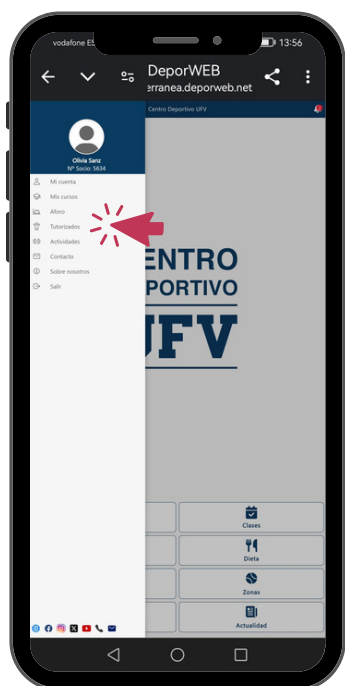 vodafone ES
13:56
DeporWEB
erranea.deporweb.net
Centro Deportivo UFV
Olivia Sanz
Nº Socio: 5634
Mi cuenta
Mis cursos
Aforo
Tutorizados
Actividades
Contacto
Sobre nosotros
Salir
ENTRO
PORTIVO
UFV
Clases
Dieta
Zonas
Actualidad